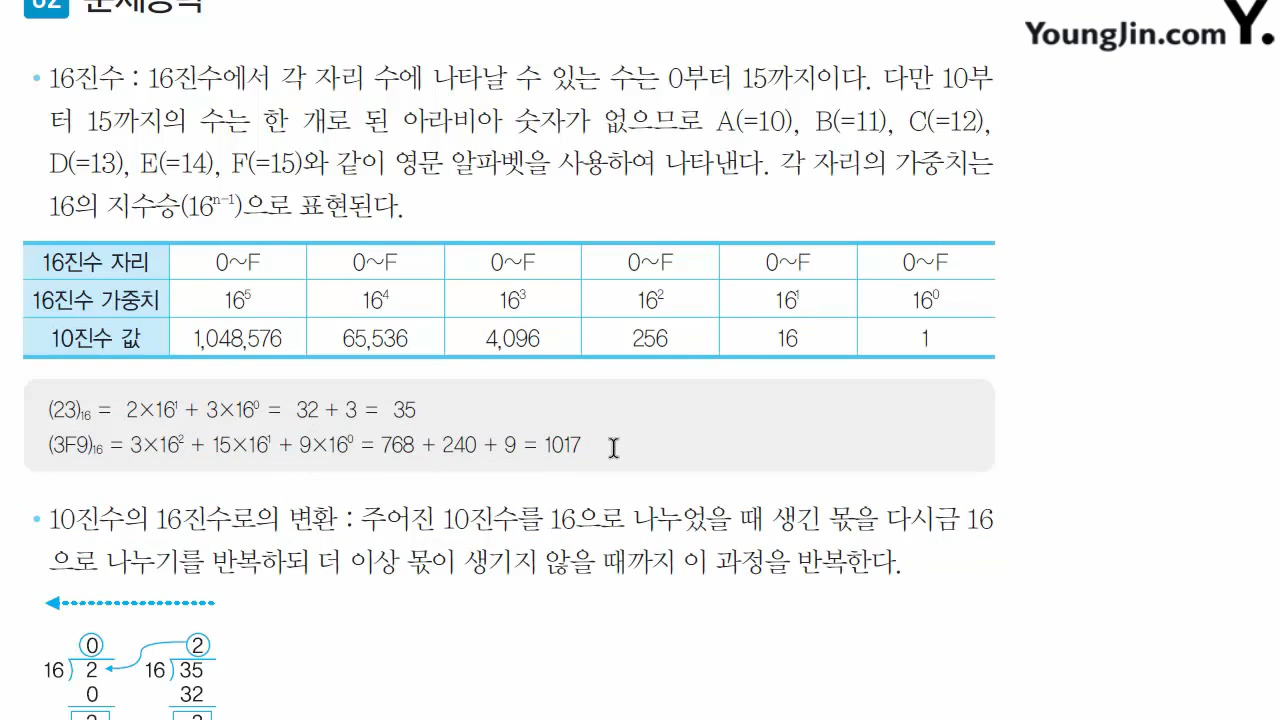 02 문제능력
YoungJin.com Y.
• 16진수 : 16진수에서 각 자리 수에 나타날 수 있는 수는 0부터 15까지이다. 다만 10부
터 15까지의 수는 한 개로 된 아라비아 숫자가 없으므로 A(=10), B(=11), C(=12),
D(=13), E(=14), F(=15)와 같이 영문 알파벳을 사용하여 나타낸다. 각 자리의 가중치는
16의 지수승(16ⁿ⁻¹)으로 표현된다.
16진수 자리 0~F 0~F 0~F 0~F 0~F 0~F
16진수 가중치 16⁵ 16⁴ 16³ 16² 16¹ 16⁰
10진수 값 1,048,576 65,536 4,096 256 16 1
(23)₁₆ = 2×16¹ + 3×16⁰ = 32 + 3 = 35
(3F9)₁₆ = 3×16² + 15×16¹ + 9×16⁰ = 768 + 240 + 9 = 1017
• 10진수의 16진수로의 변환 : 주어진 10진수를 16으로 나누었을 때 생긴 몫을 다시금 16
으로 나누기를 반복하되 더 이상 몫이 생기지 않을 때까지 이 과정을 반복한다.
0 2
16 ) 2 16 ) 35
0 32
2 3